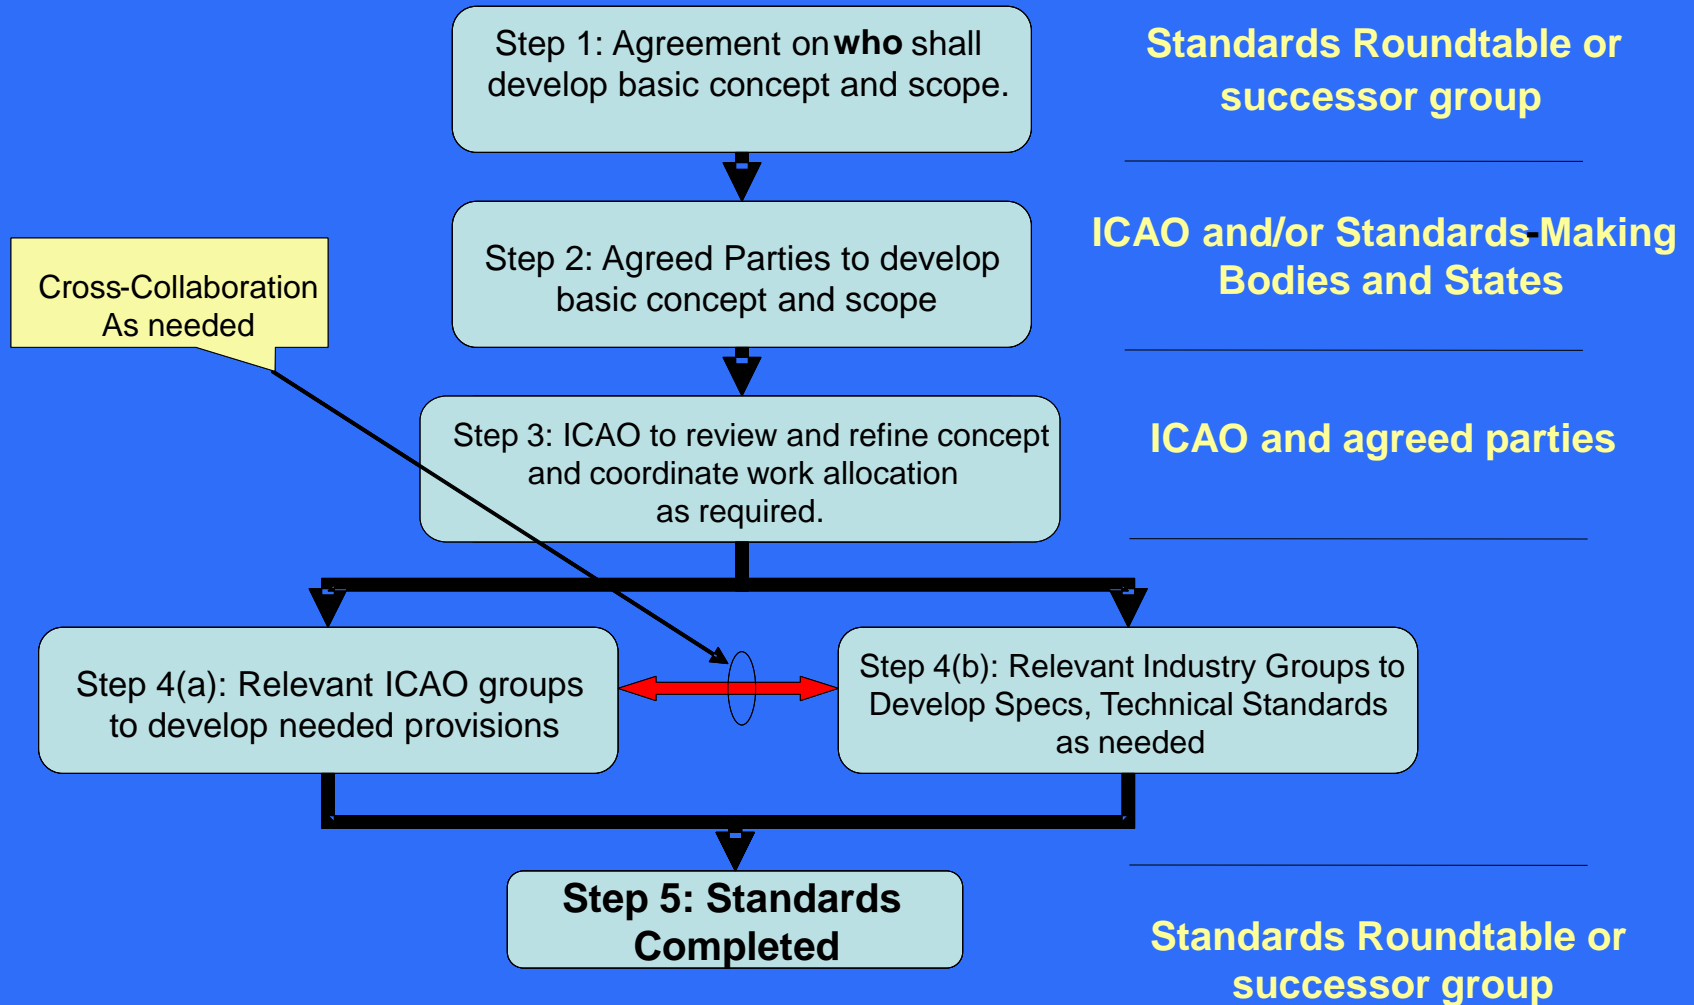 Step 1: Agreement on who shall
develop basic concept and scope.
Standards Roundtable or
successor group
Step 2: Agreed Parties to develop
basic concept and scope
ICAO and/or Standards-Making
Bodies and States
Cross-Collaboration
As needed
Step 3: ICAO to review and refine concept
and coordinate work allocation
as required.
ICAO and agreed parties
Step 4(a): Relevant ICAO groups
to develop needed provisions
Step 4(b): Relevant Industry Groups to
Develop Specs, Technical Standards
as needed
Step 5: Standards
Completed
Standards Roundtable or
successor group